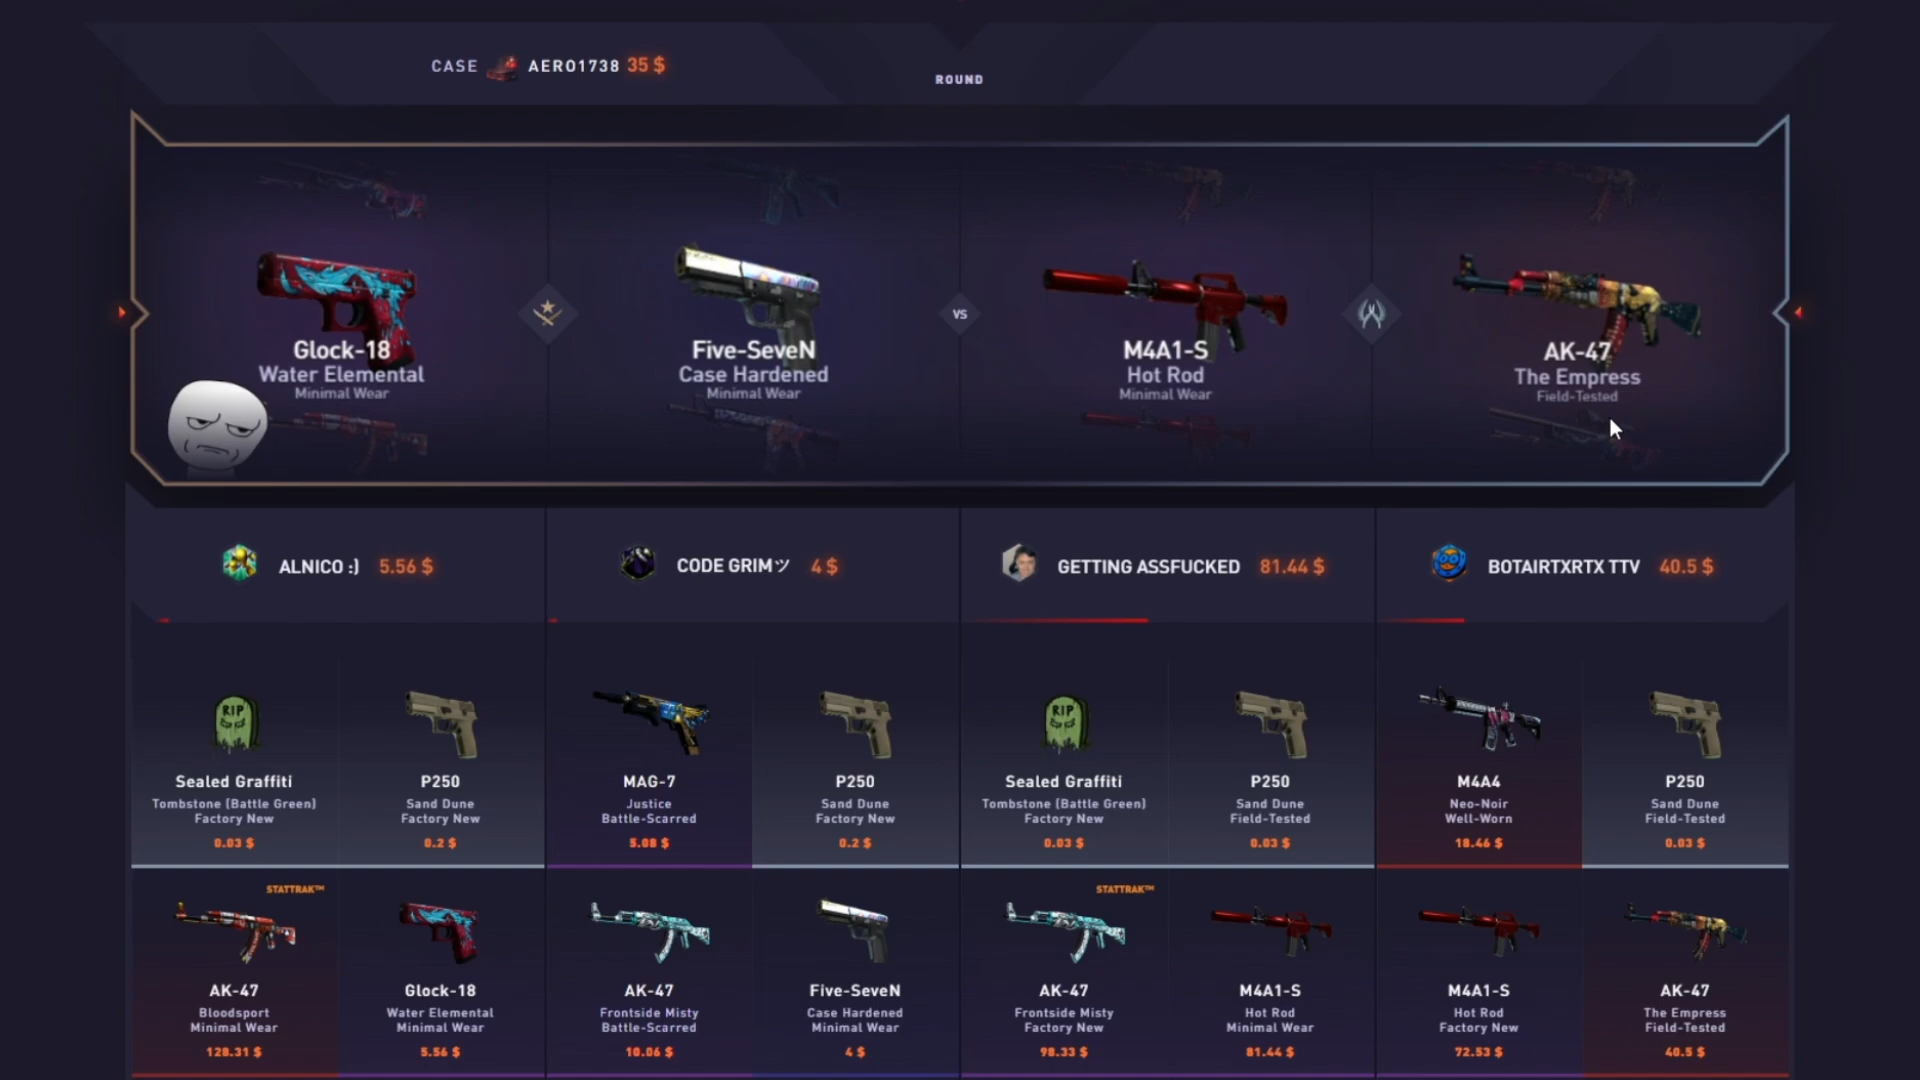 CASE AERO1738 35 $
ROUND
Glock-18
Water Elemental
Minimal Wear
Five-SeveN
Case Hardened
Minimal Wear
VS
M4A1-S
Hot Rod
Minimal Wear
AK-47
The Empress
Field-Tested
ALNICO :) 5.56 $
CODE GRIMツ 4 $
GETTING ASSFUCKED 81.44 $
BOTAIRTXRTX TTV 40.5 $
RIP
Sealed Graffiti
Tombstone (Battle Green)
Factory New
0.03 $
P250
Sand Dune
Factory New
0.2 $
MAG-7
Justice
Battle-Scarred
5.08 $
P250
Sand Dune
Factory New
0.2 $
RIP
Sealed Graffiti
Tombstone (Battle Green)
Factory New
0.03 $
P250
Sand Dune
Field-Tested
0.03 $
M4A4
Neo-Noir
Well-Worn
18.46 $
P250
Sand Dune
Field-Tested
0.03 $
STATTRAK™
AK-47
Bloodsport
Minimal Wear
128.31 $
Glock-18
Water Elemental
Minimal Wear
5.56 $
AK-47
Frontside Misty
Battle-Scarred
10.06 $
Five-SeveN
Case Hardened
Minimal Wear
4 $
STATTRAK™
AK-47
Frontside Misty
Factory New
98.33 $
M4A1-S
Hot Rod
Minimal Wear
81.44 $
M4A1-S
Hot Rod
Factory New
72.53 $
AK-47
The Empress
Field-Tested
40.5 $